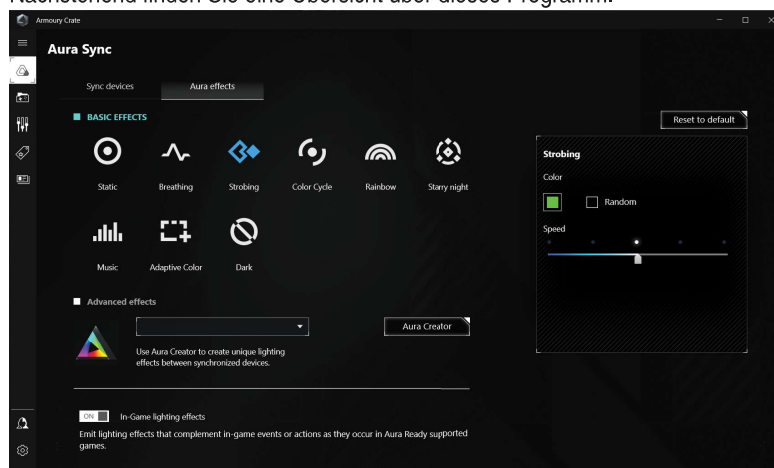 Nachstehend finden Sie eine Übersicht über dieses Programm.
Armoury Crate
Aura Sync
Sync devices
Aura effects
BASIC EFFECTS
Reset to default
Static
Breathing
Strobing
Color Cycle
Rainbow
Starry night
Strobing
Color
Random
Speed
Music
Adaptive Color
Dark
Advanced effects
Aura Creator
Use Aura Creator to create unique lighting
effects between synchronized devices.
ON
In-Game lighting effects
Emit lighting effects that complement in-game events or actions as they occur in Aura Ready supported
games.